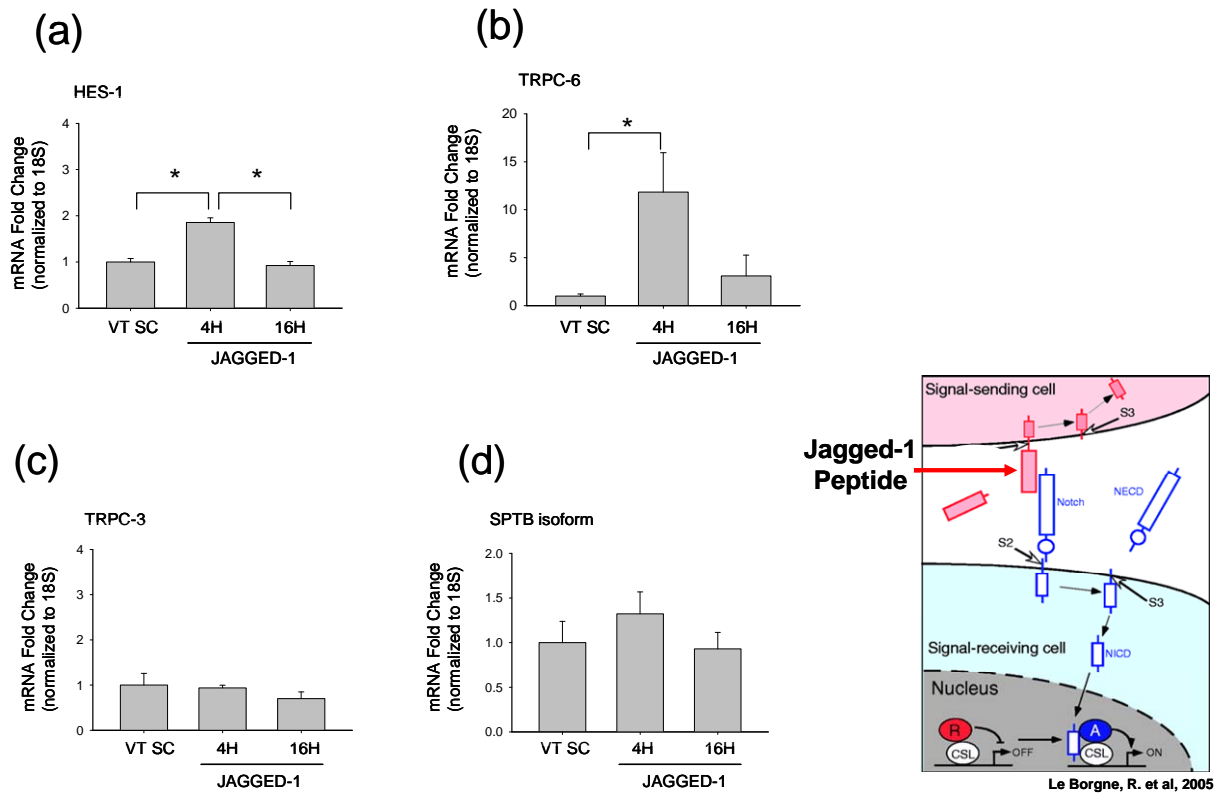 (a)
HES-1
mRNA Fold Change
(normalized to 18S)
4
3
2
1
0
*
*
VT SC
4H
16H
JAGGED-1
(b)
TRPC-6
mRNA Fold Change
(normalized to 18S)
20
15
10
5
0
*
VT SC
4H
16H
JAGGED-1
(c)
TRPC-3
mRNA Fold Change
(normalized to 18S)
4
3
2
1
0
VT SC
4H
16H
JAGGED-1
(d)
SPTB isoform
mRNA Fold Change
(normalized to 18S)
2.0
1.5
1.0
0.5
0.0
VT SC
4H
16H
JAGGED-1
Jagged-1
Peptide
Signal-sending cell
S3
Notch
NECD
S2
S3
Signal-receiving cell
NICD
Nucleus
R
CSL
OFF
A
CSL
ON
Le Borgne, R. et al, 2005